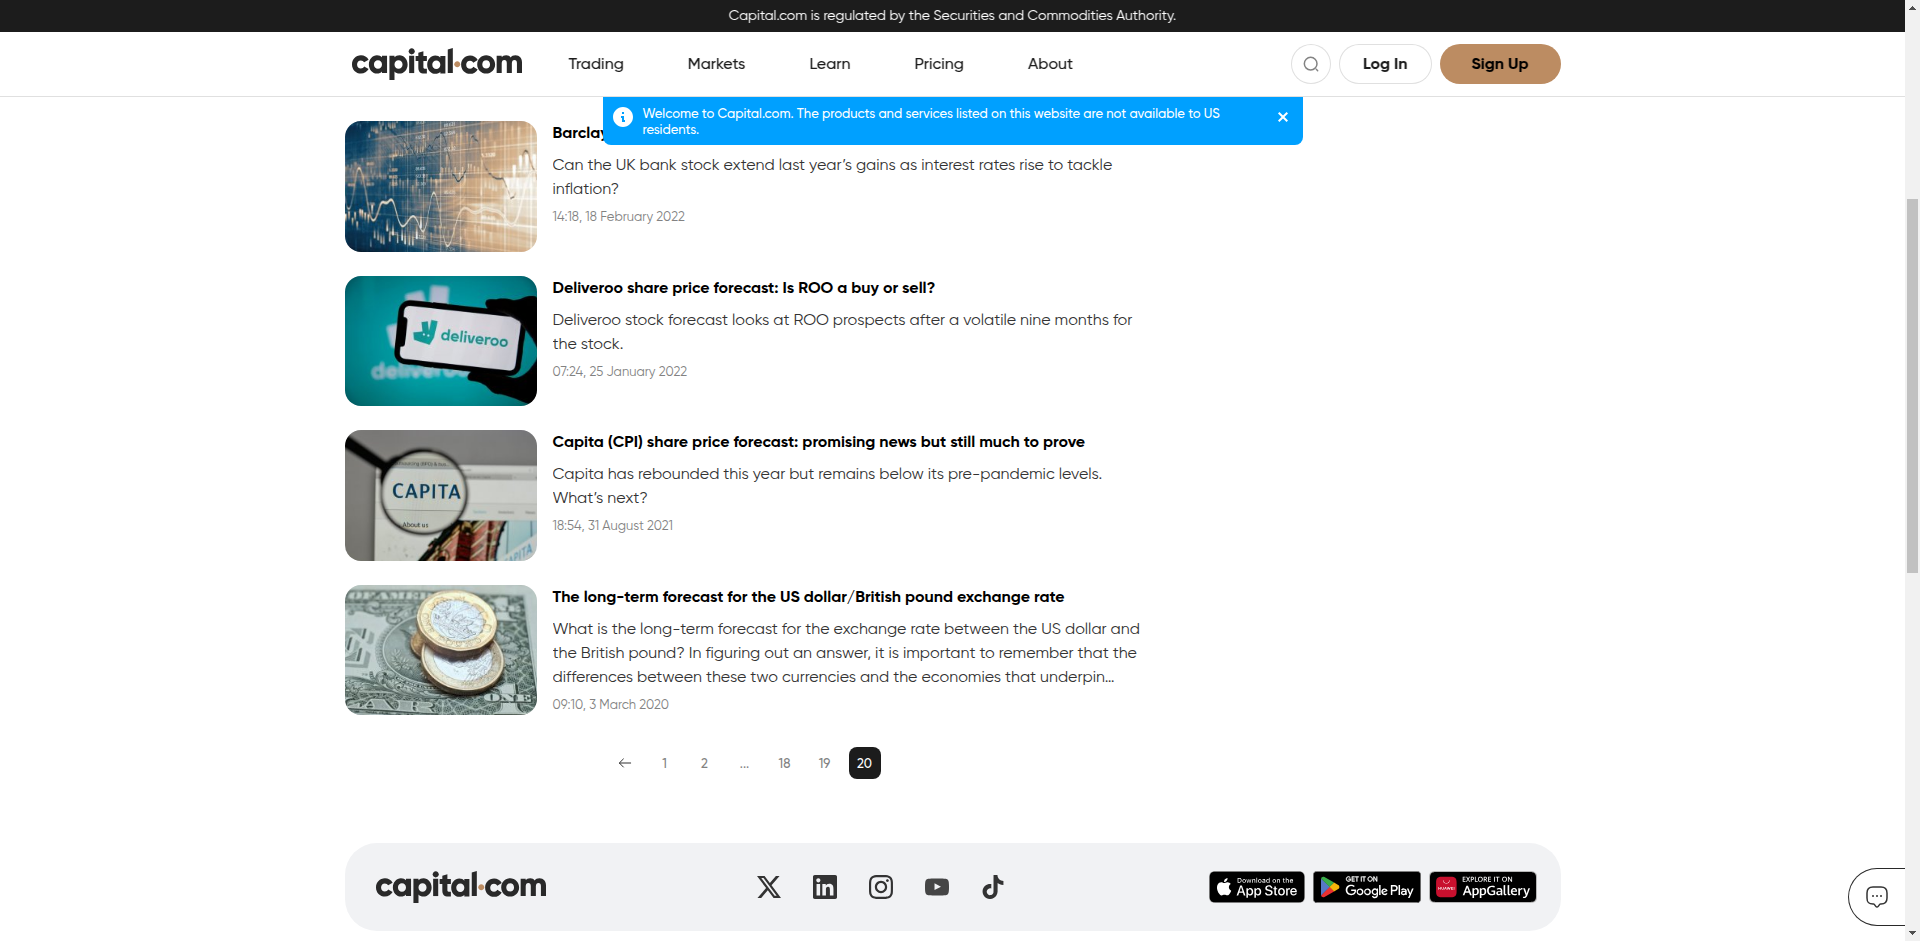 Capital.com is regulated by the Securities and Commodities Authority.
capital.com
Trading
Markets
Learn
Pricing
About
Log In
Sign Up
Welcome to Capital.com. The products and services listed on this website are not available to US
residents.
Can the UK bank stock extend last year’s gains as interest rates rise to tackle
inflation?
14:18, 18 February 2022
deliveroo
Deliveroo share price forecast: Is ROO a buy or sell?
Deliveroo stock forecast looks at ROO prospects after a volatile nine months for
the stock.
07:24, 25 January 2022
CAPITA
About us
Capita (CPI) share price forecast: promising news but still much to prove
Capita has rebounded this year but remains below its pre-pandemic levels.
What’s next?
18:54, 31 August 2021
ONE
The long-term forecast for the US dollar/British pound exchange rate
What is the long-term forecast for the exchange rate between the US dollar and
the British pound? In figuring out an answer, it is important to remember that the
differences between these two currencies and the economies that underpin...
09:10, 3 March 2020
1 2 ... 18 19 20
capital.com
Download on the
App Store
GET IT ON
Google Play
HUAWEI
EXPLORE IT ON
AppGallery